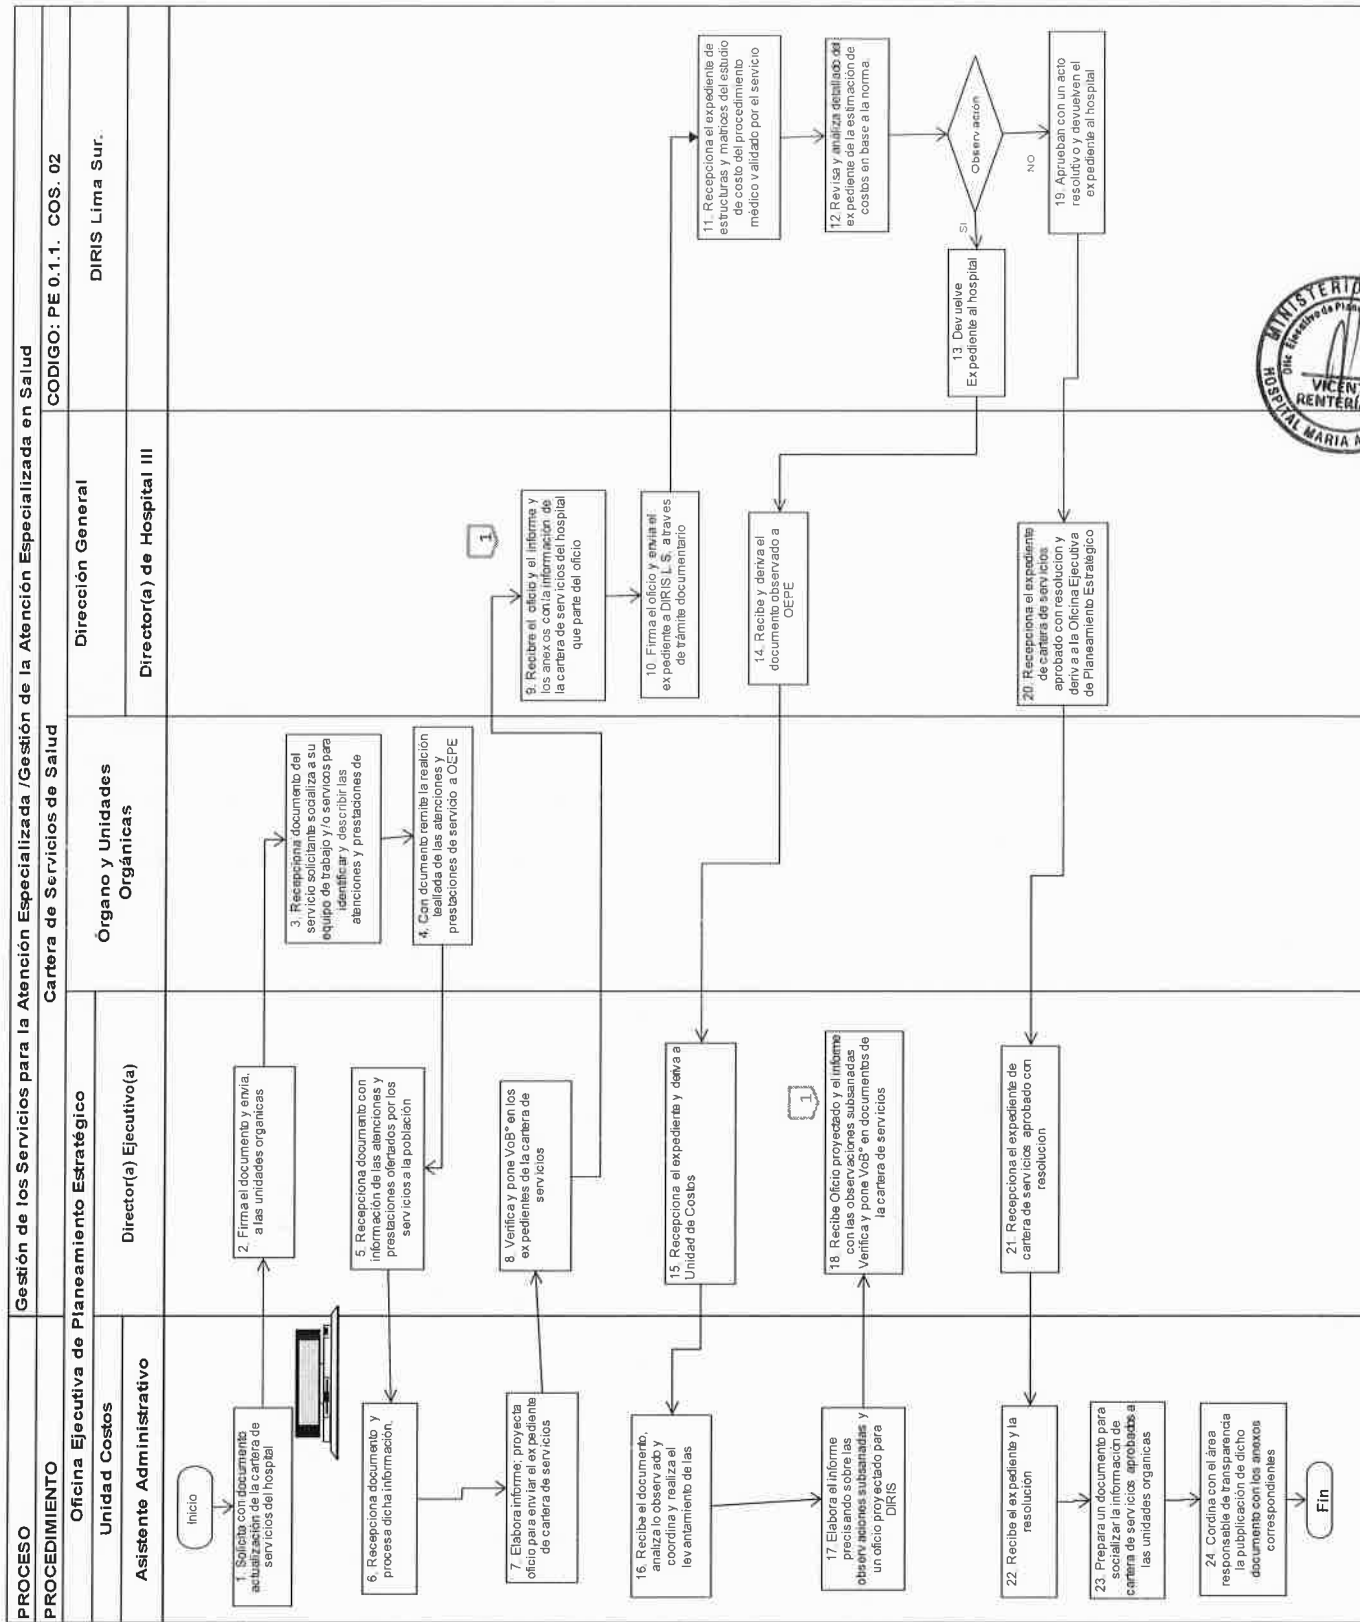 PROCESO
Gestión de los Servicios para la Atención Especializada /Gestión de la Atención Especializada en Salud
PROCEDIMIENTO
Cartera de Servicios de Salud
CODIGO: PE 0.1.1. COS. 02
Oficina Ejecutiva de Planeamiento Estratégico
Órgano y Unidades
Orgánicas
Dirección General
DIRIS Lima Sur.
Unidad Costos
Director(a) Ejecutivo(a)
Director(a) de Hospital III
Asistente Administrativo
Inicio
1. Solicita con documento
actualización de la cartera de
servicios del hospital
2. Firma el documento y envia,
a las unidades organicas
3. Recepciona documento del
servicio solicitante socializa a su
equipo de trabajo y/o servicos para
identificar y describir las
atenciones y prestaciones de
4. Con dcumento remite la realción
teallada de las atenciones y
prestaciones de servicio a OEPE
5. Recepciona documento con
información de las atenciones y
prestaciones ofertados por los
servicios a la población
6. Recepciona documento y
procesa dicha información,
7. Elabora informe; proyecta
oficio para enviar el expediente
de cartera de servicios
8. Verifica y pone VoB° en los
expedientes de la cartera de
servicios
1
9. Recibre el oficio y el informe y
los anexos con la información de
la cartera de servicios del hospital
que parte del oficio
10. Firma el oficio y envia el
expediente a DIRIS L.S. a traves
de trámite documentario
11. Recepciona el expediente de
estructuras y matrices del estudio
de costo del procedimiento
médico validado por el servicio
12. Revisa y analiza detallado del
expediente de la estimación de
costos en base a la norma.
Observación
SI
NO
13. Devuelve
Expediente al hospital
14. Recibe y deriva el
documento observado a
OEPE
15. Recepciona el expediente y deriva a
Unidad de Costos
16. Recibe el documento,
analiza lo observado y
coordina y realiza el
levantamiento de las
17. Elabora el informe
precisando sobre las
observaciones subsanadas y
un oficio proyectado para
DIRIS
1
18. Recibe Oficio proyectado y el informe
con las observaciones subsanadas
Verifica y pone VoB° en documentos de
la cartera de servicios
19. Aprueban con un acto
resolutivo y devuelven el
expediente al hospital
20. Recepciona el expediente
de cartera de servicios
aprobado con resolucion y
deriva a la Oficina Ejecutiva
de Planeamiento Estratégico
21. Recepciona el expediente de
cartera de servicios aprobado con
resolucion
22. Recibe el expediente y la
resolución
23. Prepara un documento para
socializar la información de
cartera de servicios aprobados a
las unidades organicas
24. Cordina con el área
responsable de transparencia
la pubplicación de dicho
documento con los anexos
correspondientes
Fin
MINISTERIO
Ejecutivo de
HOSPITAL MARIA
VICENT
RENTERÍA